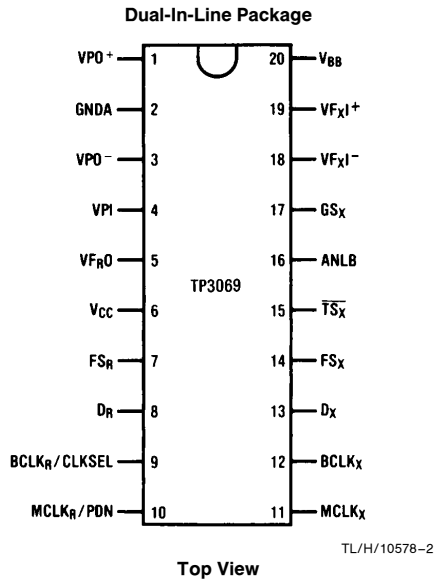 Dual-In-Line Package
VPO+ 1 20 VBB
GNDA 2 19 VFXI+
VPO− 3 18 VFXI−
VPI 4 17 GSX
VFRO 5 16 ANLB
TP3069
VCC 6 15 TSX
FSR 7 14 FSX
DR 8 13 DX
BCLKR/CLKSEL 9 12 BCLKX
MCLKR/PDN 10 11 MCLKX
TL/H/10578–2
Top View